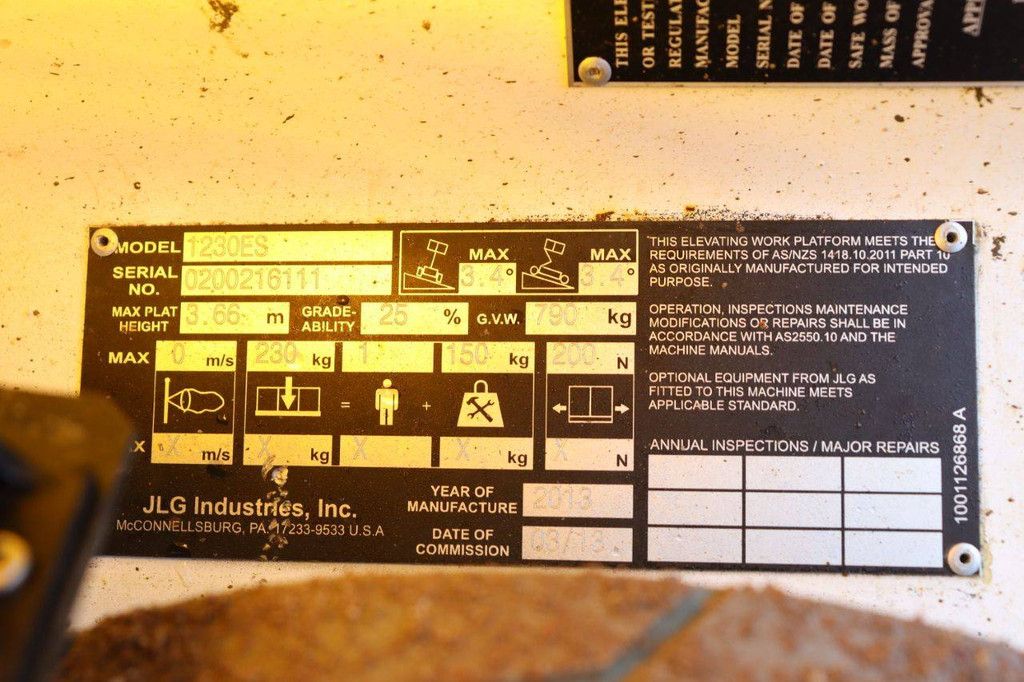 THIS ELE
OR TEST
REGULAT
MANUFAC
MODEL
SERIAL N
DATE OF
DATE OF
SAFE WO
MASS OF
APPROVA
MODEL 1230ES
SERIAL NO. 0200216111
MAX 3.4°
MAX 3.4°
MAX PLAT HEIGHT 3.66 m
GRADE-ABILITY 25 %
G.V.W. 790 kg
MAX 0 m/s 230 kg 1 150 kg 200 N
= +
X m/s X kg X X kg X N
JLG Industries, Inc.
McCONNELLSBURG, PA. 17233-9533 U.S.A
YEAR OF MANUFACTURE 2013
DATE OF COMMISSION 03/13
THIS ELEVATING WORK PLATFORM MEETS THE
REQUIREMENTS OF AS/NZS 1418.10.2011 PART 10
AS ORIGINALLY MANUFACTURED FOR INTENDED
PURPOSE.
OPERATION, INSPECTIONS MAINTENANCE
MODIFICATIONS OR REPAIRS SHALL BE IN
ACCORDANCE WITH AS2550.10 AND THE
MACHINE MANUALS.
OPTIONAL EQUIPMENT FROM JLG AS
FITTED TO THIS MACHINE MEETS
APPLICABLE STANDARD.
ANNUAL INSPECTIONS / MAJOR REPAIRS
1001126868 A